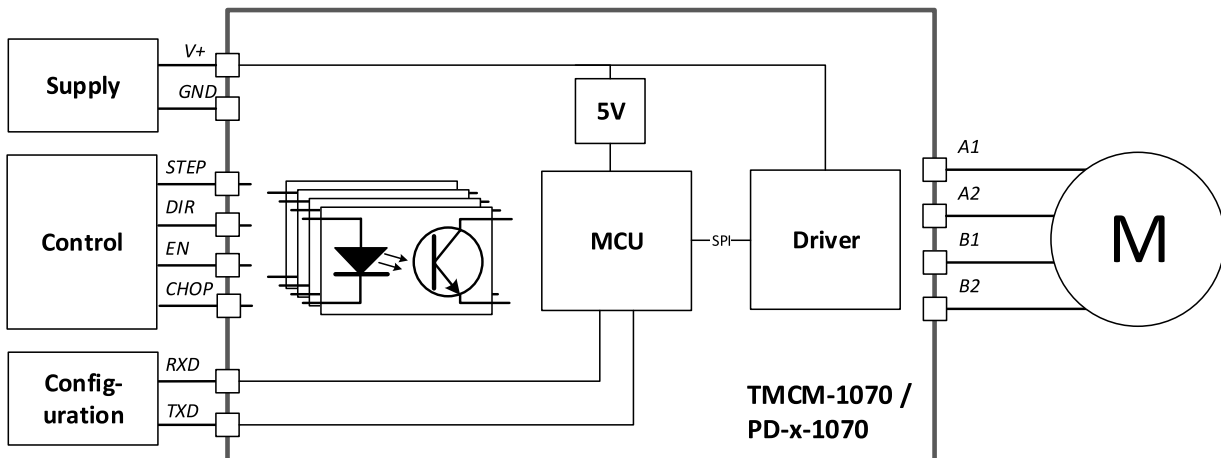 Supply
V+
GND
5V
Control
STEP
DIR
EN
CHOP
MCU
SPI
Driver
A1
A2
B1
B2
M
Config-
uration
RXD
TXD
TMCM-1070 /
PD-x-1070